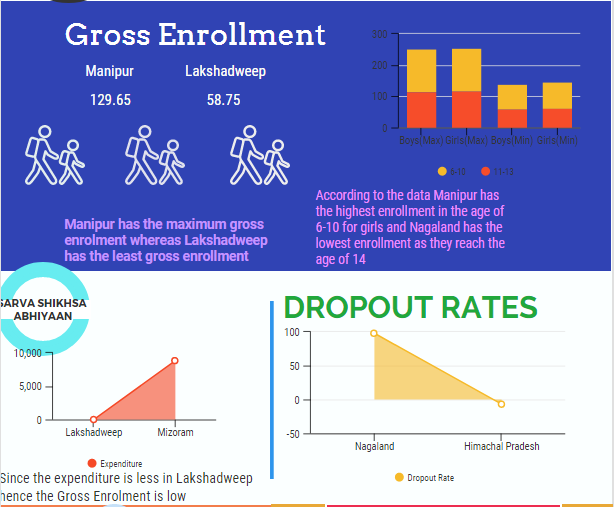 Gross Enrollment
Manipur Lakshadweep
129.65 58.75
Manipur has the maximum gross
enrolment whereas Lakshadweep
has the least gross enrollment
300
200
100
0
Boys(Max) Girls(Max) Boys(Min) Girls(Min)
6-10 11-13
According to the data Manipur has
the highest enrollment in the age of
6-10 for girls and Nagaland has the
lowest enrollment as they reach the
age of 14
SARVA SHIKHSA
ABHIYAAN
10,000
5,000
0
Lakshadweep Mizoram
Expenditure
Since the expenditure is less in Lakshadweep
hence the Gross Enrolment is low
DROPOUT RATES
100
50
0
-50
Nagaland Himachal Pradesh
Dropout Rate